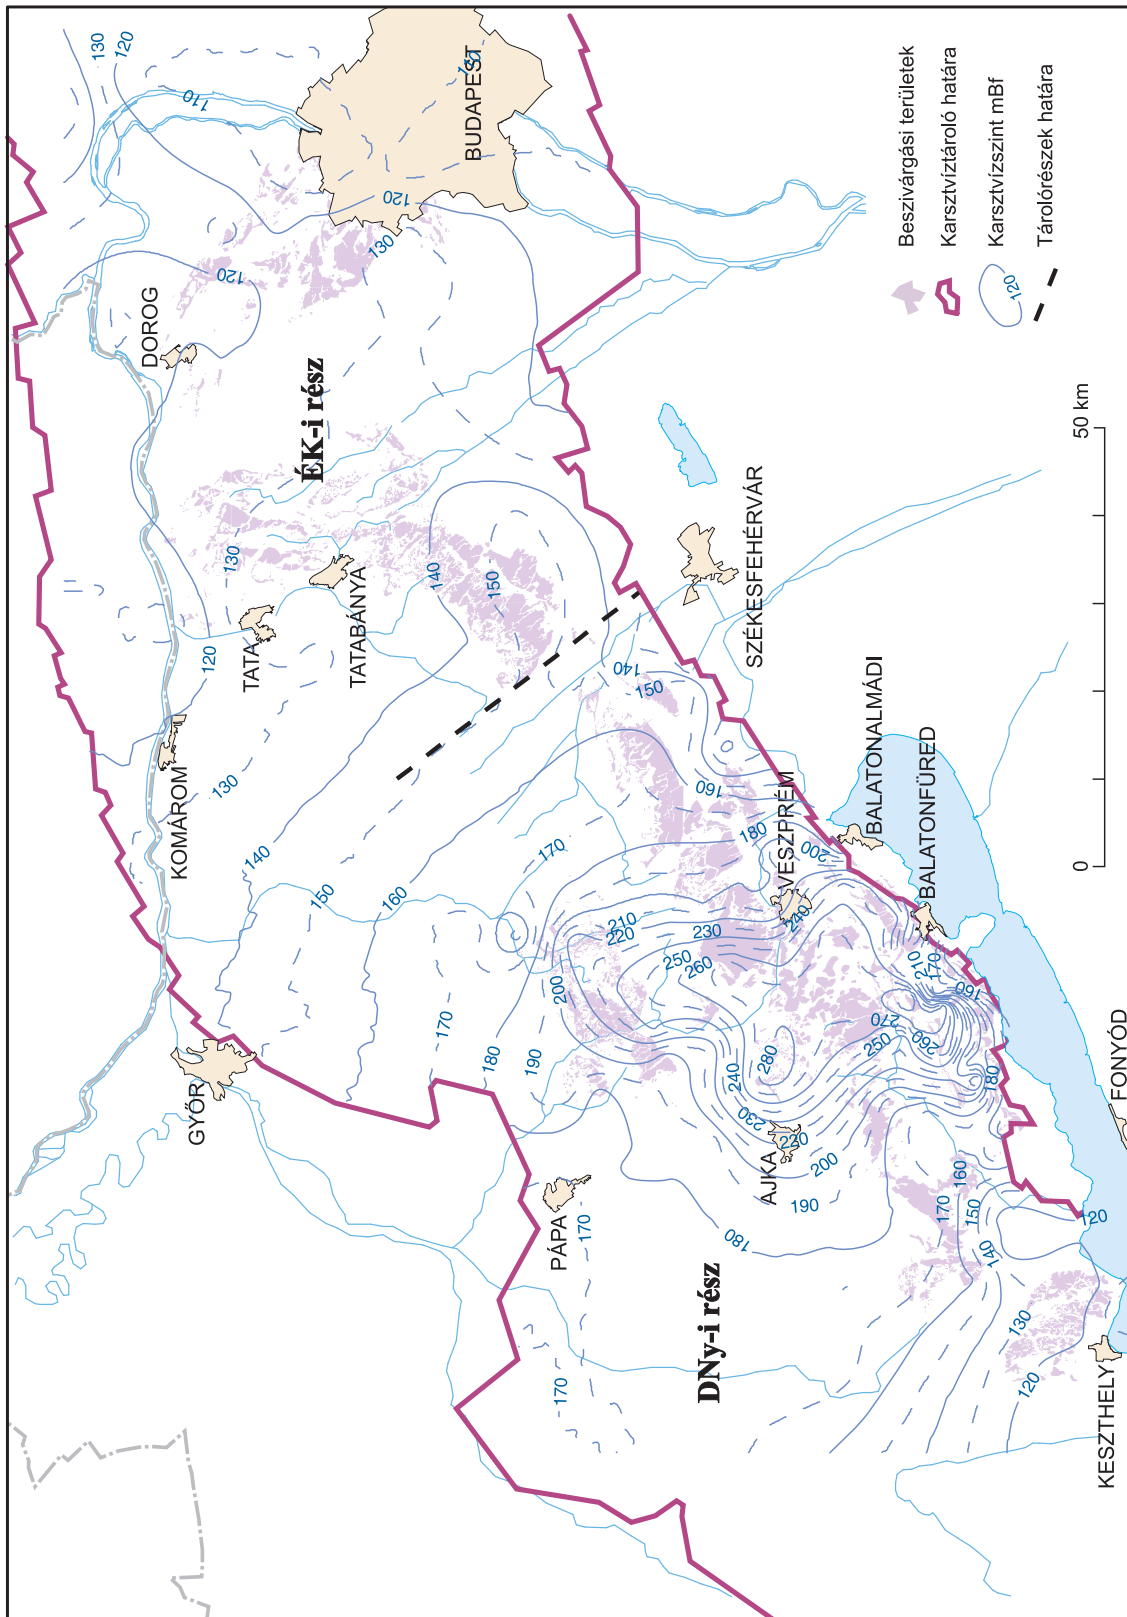 GYŐR
KOMÁROM
TATA
DOROG
TATABÁNYA
BUDAPEST
ÉK-i rész
PÁPA
DNy-i rész
AJKA
VESZPRÉM
SZÉKESFEHÉRVÁR
BALATONALMÁDI
BALATONFÜRED
KESZTHELY
FONYÓD
130
120
110
110
120
130
120
130
120
140
150
130
140
150
160
170
140
150
160
180
200
170
180
190
200
210
220
230
250
260
240
240
280
270
250
260
210
170
160
180
230
220
200
190
180
170
170
170
160
150
140
120
130
120
Beszivárgási területek
Karsztvíztároló határa
Karsztvízszint mBf
120
Tárolórészek határa
0
50 km